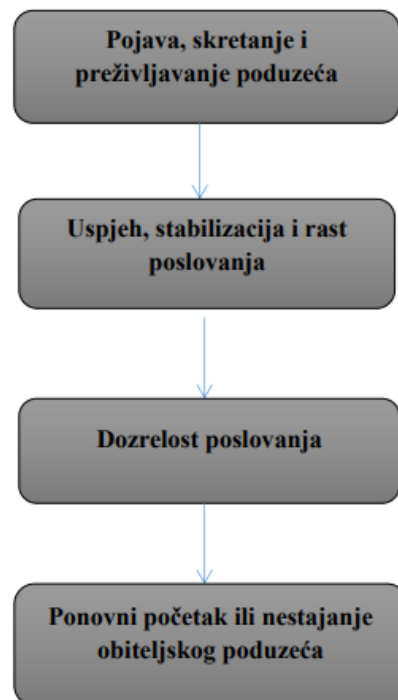 Pojava, skretanje i
preživljavanje poduzeća
Uspjeh, stabilizacija i rast
poslovanja
Dozrelost poslovanja
Ponovni početak ili nestajanje
obiteljskog poduzeća